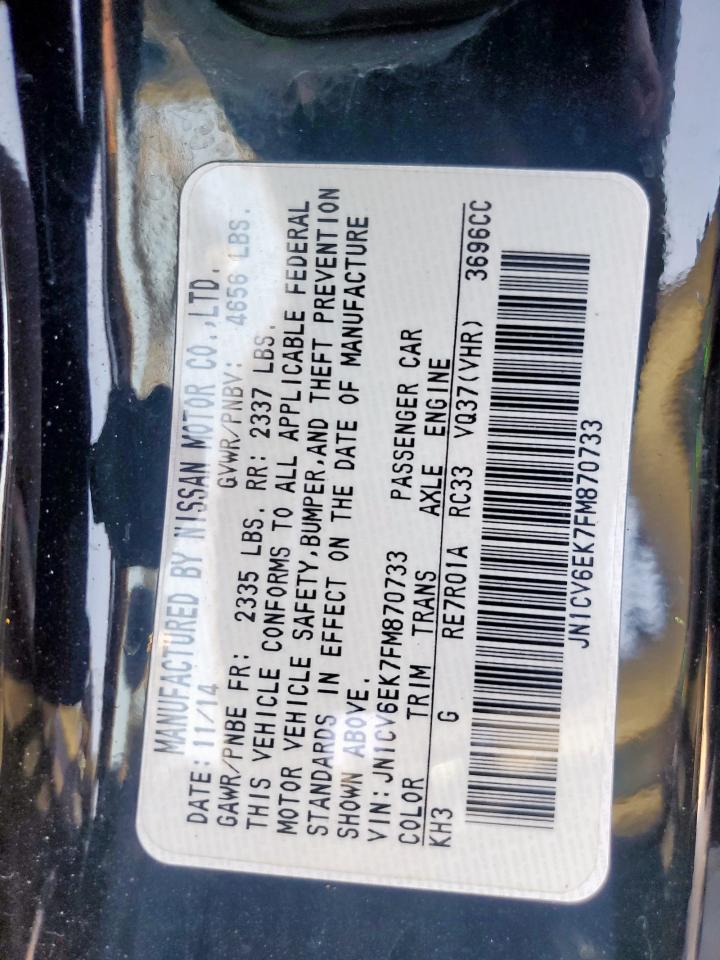 MANUFACTURED BY NISSAN MOTOR CO.,LTD.
DATE: 11/14 GVWR/PNBV: 4656 LBS.
GAWR/PNBE FR: 2335 LBS. RR: 2337 LBS.
THIS VEHICLE CONFORMS TO ALL APPLICABLE FEDERAL
MOTOR VEHICLE SAFETY,BUMPER,AND THEFT PREVENTION
STANDARDS IN EFFECT ON THE DATE OF MANUFACTURE
SHOWN ABOVE.
VIN: JN1CV6EK7FM870733 PASSENGER CAR
COLOR TRIM TRANS AXLE ENGINE
KH3 G RE7R01A RC33 VQ37(VHR) 3696CC
JN1CV6EK7FM870733